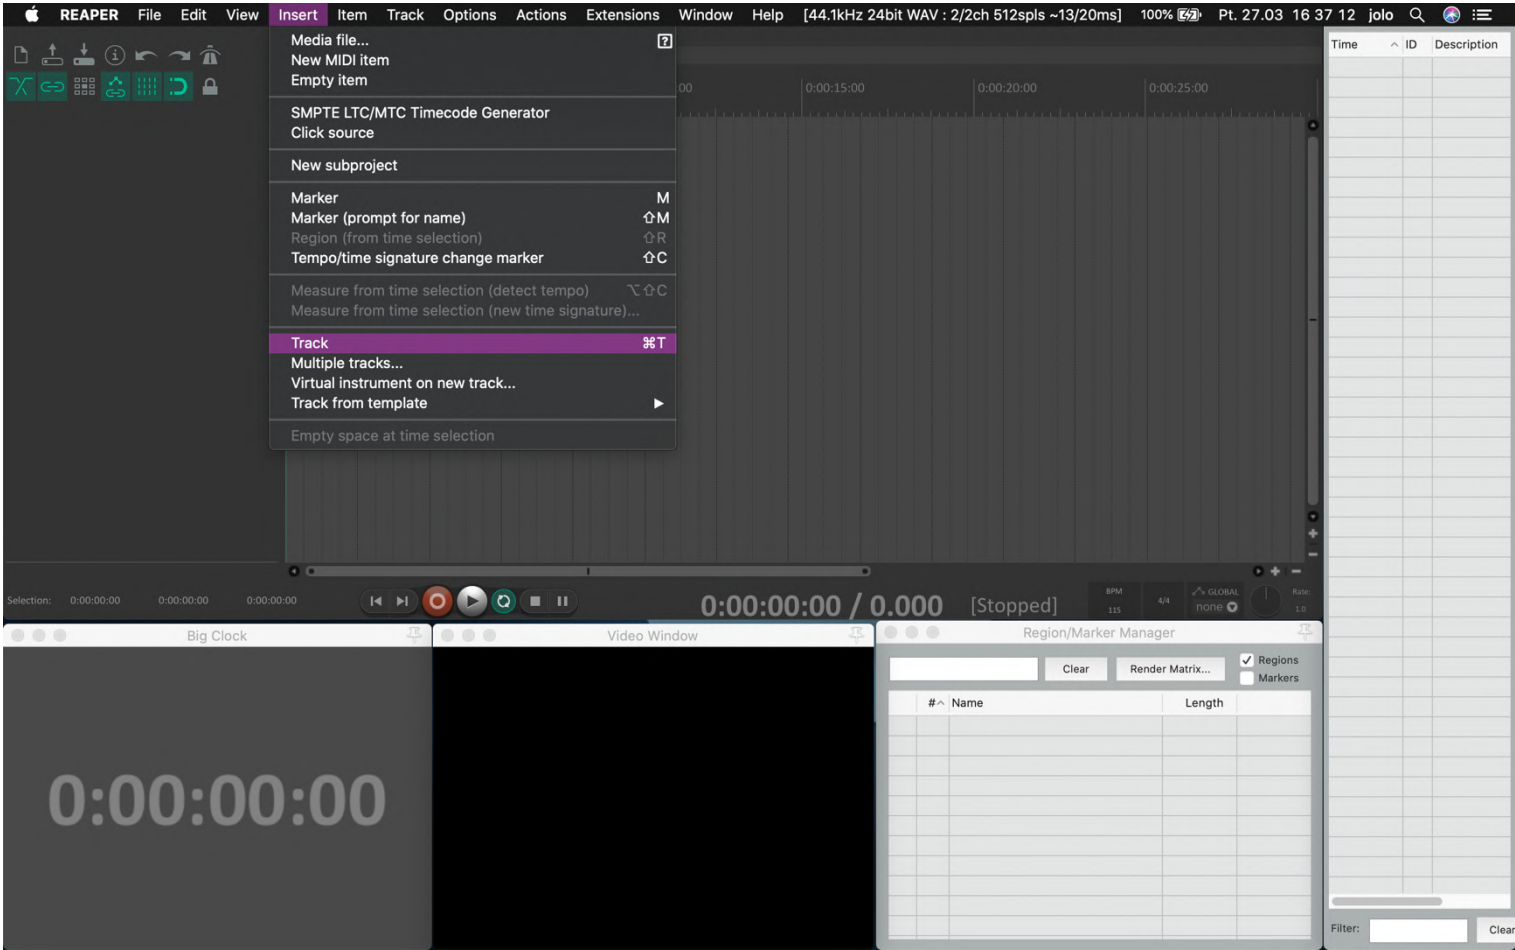 REAPER File Edit View Insert Item Track Options Actions Extensions Window Help [44.1kHz 24bit WAV : 2/2ch 512spls ~13/20ms] 100% Pt. 27.03 16 37 12 jolo
Media file...
New MIDI item
Empty item
SMPTE LTC/MTC Timecode Generator
Click source
New subproject
Marker M
Marker (prompt for name) ⇧M
Region (from time selection) ⇧R
Tempo/time signature change marker ⇧C
Measure from time selection (detect tempo) ⌥⇧C
Measure from time selection (new time signature)...
Track ⌘T
Multiple tracks...
Virtual instrument on new track...
Track from template
Empty space at time selection
00 0:00:15:00 0:00:20:00 0:00:25:00
Time ID Description
Selection: 0:00:00:00 0:00:00:00 0:00:00:00
0:00:00:00 / 0.000 [Stopped]
BPM
115
4/4
GLOBAL
none
Rate:
1.0
Big Clock
0:00:00:00
Video Window
Region/Marker Manager
Clear Render Matrix... Regions
Markers
# Name Length
Filter: Clear